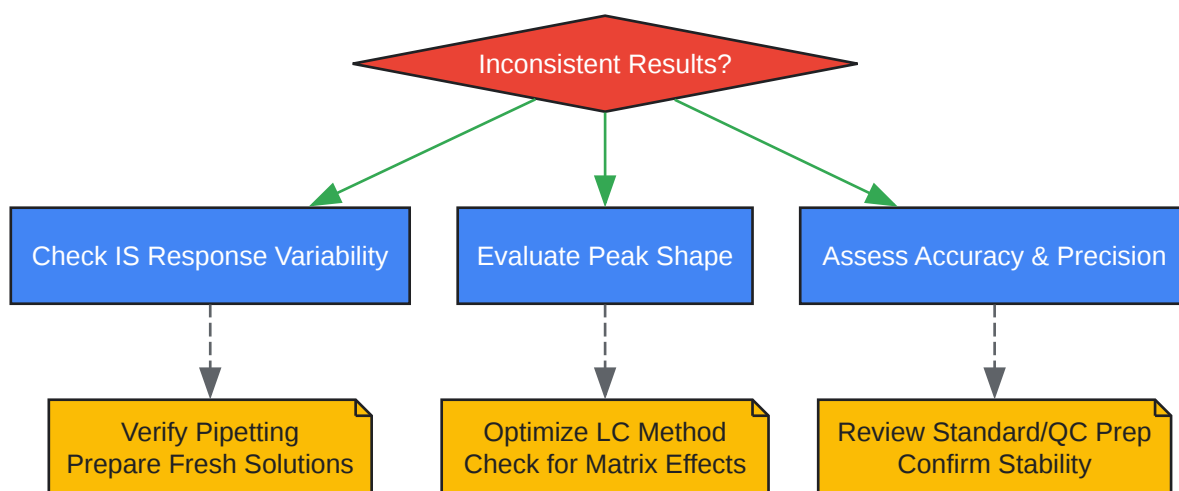 Inconsistent Results?
Check IS Response Variability
Evaluate Peak Shape
Assess Accuracy & Precision
Verify Pipetting
Prepare Fresh Solutions
Optimize LC Method
Check for Matrix Effects
Review Standard/QC Prep
Confirm Stability